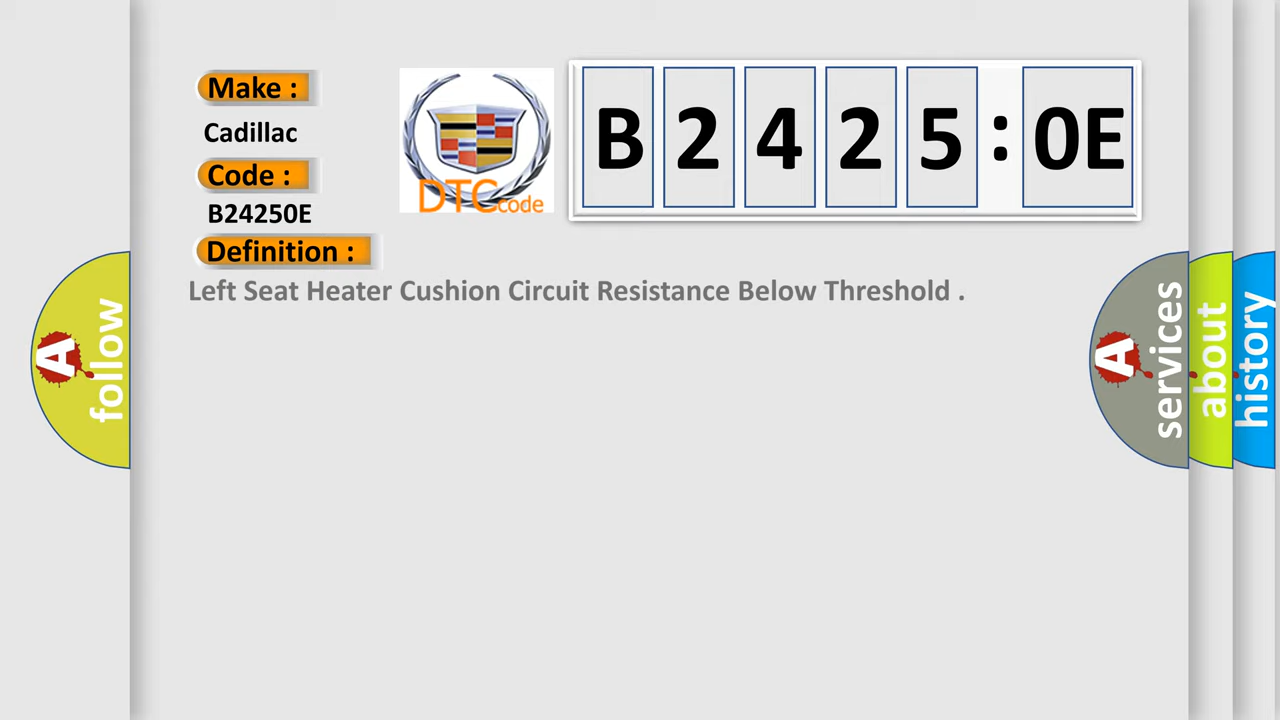 Make :
Cadillac
Code :
B24250E
Definition :
Left Seat Heater Cushion Circuit Resistance Below Threshold .
DTC code
B 2 4 2 5 : 0E
A follow
A services
about
history